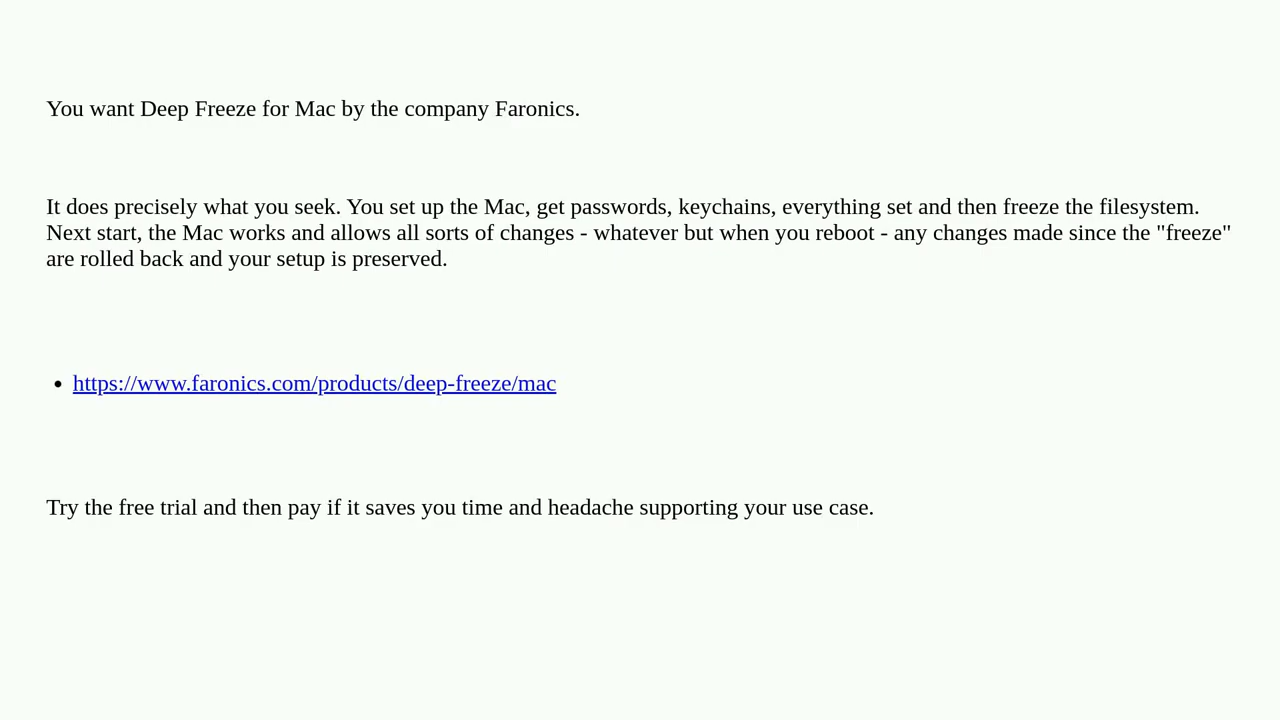 You want Deep Freeze for Mac by the company Faronics.
It does precisely what you seek. You set up the Mac, get passwords, keychains, everything set and then freeze the filesystem.
Next start, the Mac works and allows all sorts of changes - whatever but when you reboot - any changes made since the "freeze"
are rolled back and your setup is preserved.
• https://www.faronics.com/products/deep-freeze/mac
Try the free trial and then pay if it saves you time and headache supporting your use case.